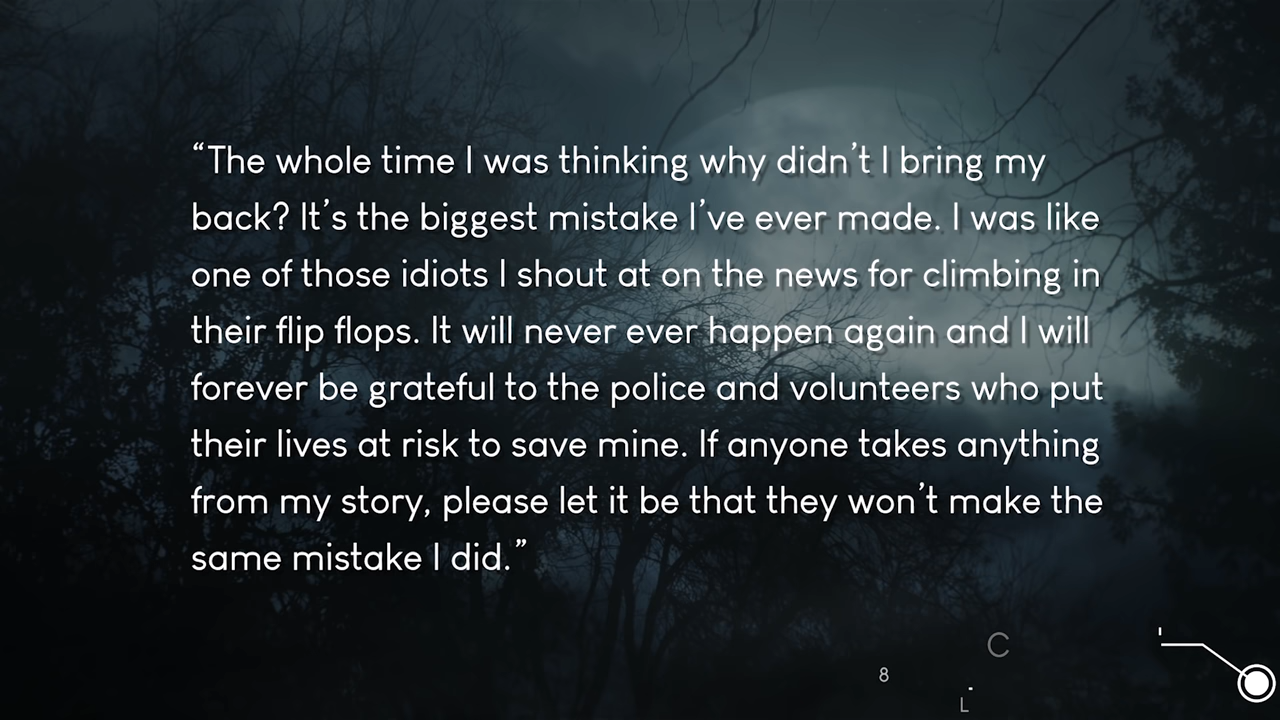 “The whole time I was thinking why didn’t I bring my
back? It’s the biggest mistake I’ve ever made. I was like
one of those idiots I shout at on the news for climbing in
their flip flops. It will never ever happen again and I will
forever be grateful to the police and volunteers who put
their lives at risk to save mine. If anyone takes anything
from my story, please let it be that they won’t make the
same mistake I did.”
C
8
L